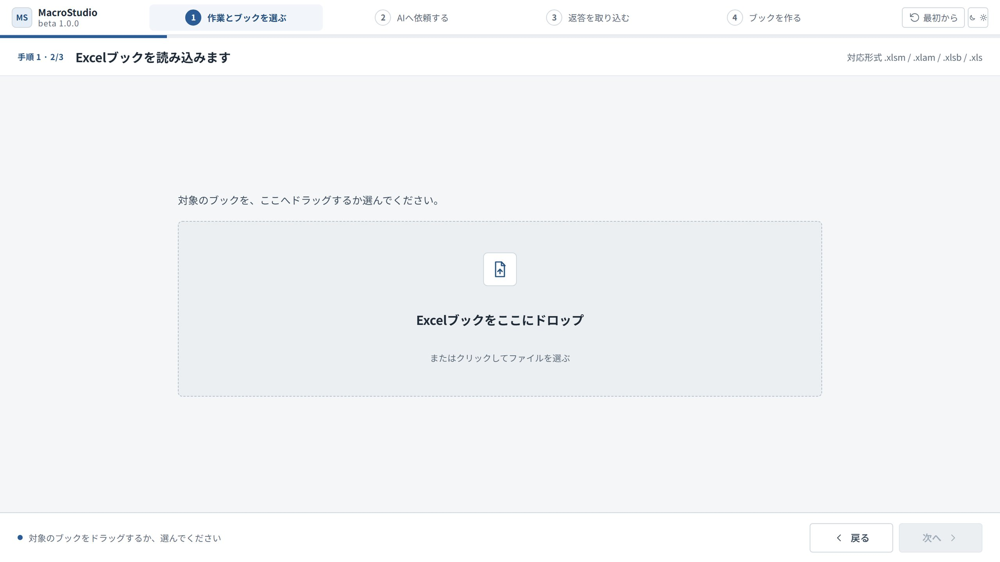 MS
MacroStudio
beta 1.0.0
1 作業とブックを選ぶ
2 AIへ依頼する
3 返答を取り込む
4 ブックを作る
最初から
手順 1 · 2/3
Excelブックを読み込みます
対応形式 .xlsm / .xlam / .xlsb / .xls
対象のブックを、ここへドラッグするか選んでください。
Excelブックをここにドロップ
またはクリックしてファイルを選ぶ
対象のブックをドラッグするか、選んでください
戻る
次へ